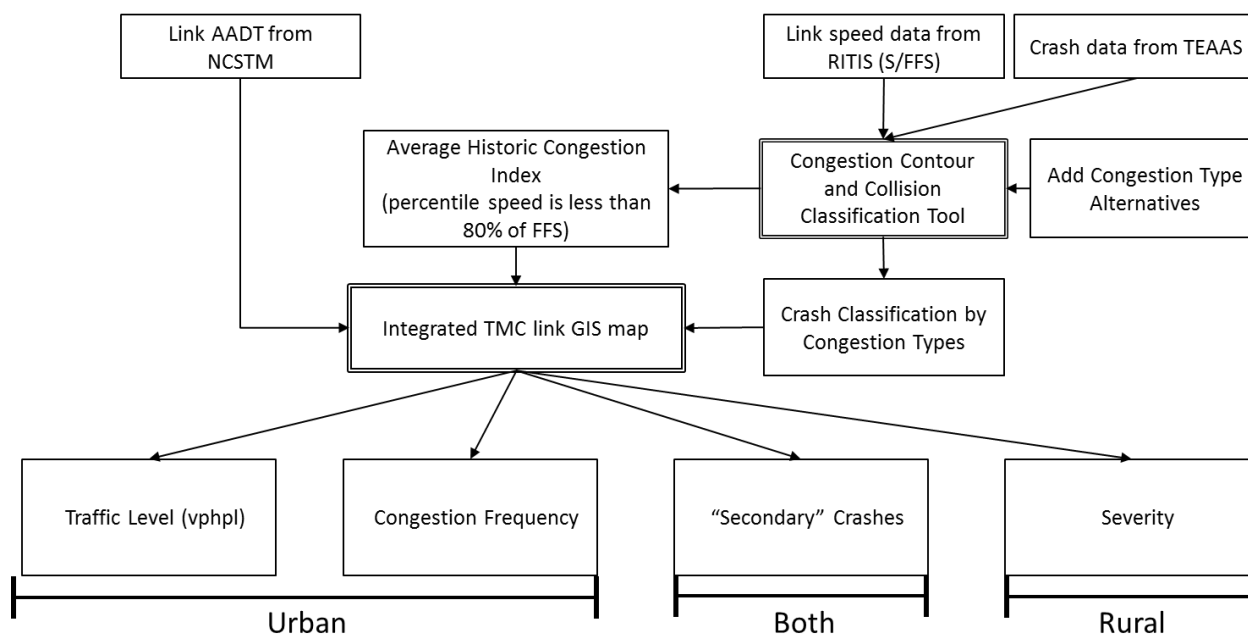 Link AADT from
NCSTM
Link speed data from
RITIS (S/FFS)
Crash data from TEAAS
Average Historic Congestion
Index
(percentile speed is less than
80% of FFS)
Congestion Contour
and Collision
Classification Tool
Add Congestion Type
Alternatives
Integrated TMC link GIS map
Crash Classification by
Congestion Types
Traffic Level (vphpl)
Congestion Frequency
“Secondary” Crashes
Severity
Urban
Both
Rural